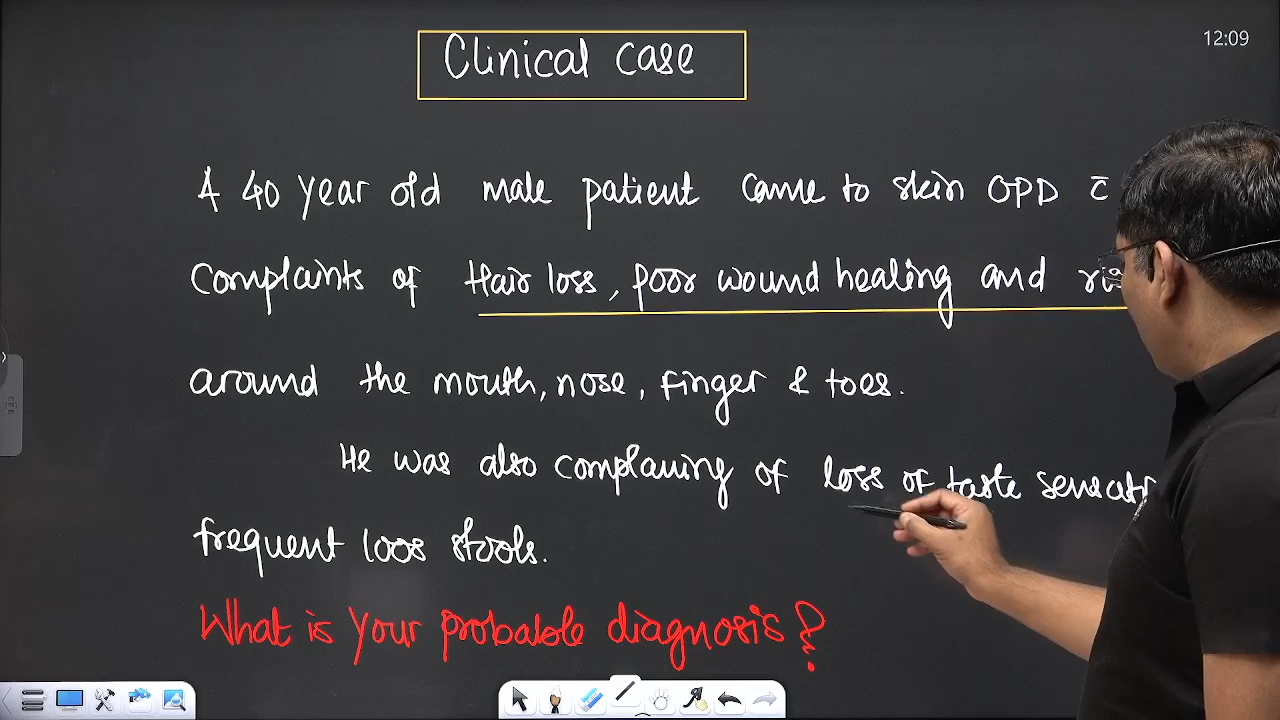 12:09
Clinical case
A 40 year old male patient came to skin OPD c̄
complaints of Hair loss, poor wound healing and
around the mouth, nose, finger & toes.
He was also complaining of loss of taste
frequent loos stools.
What is your probable diagnosis?